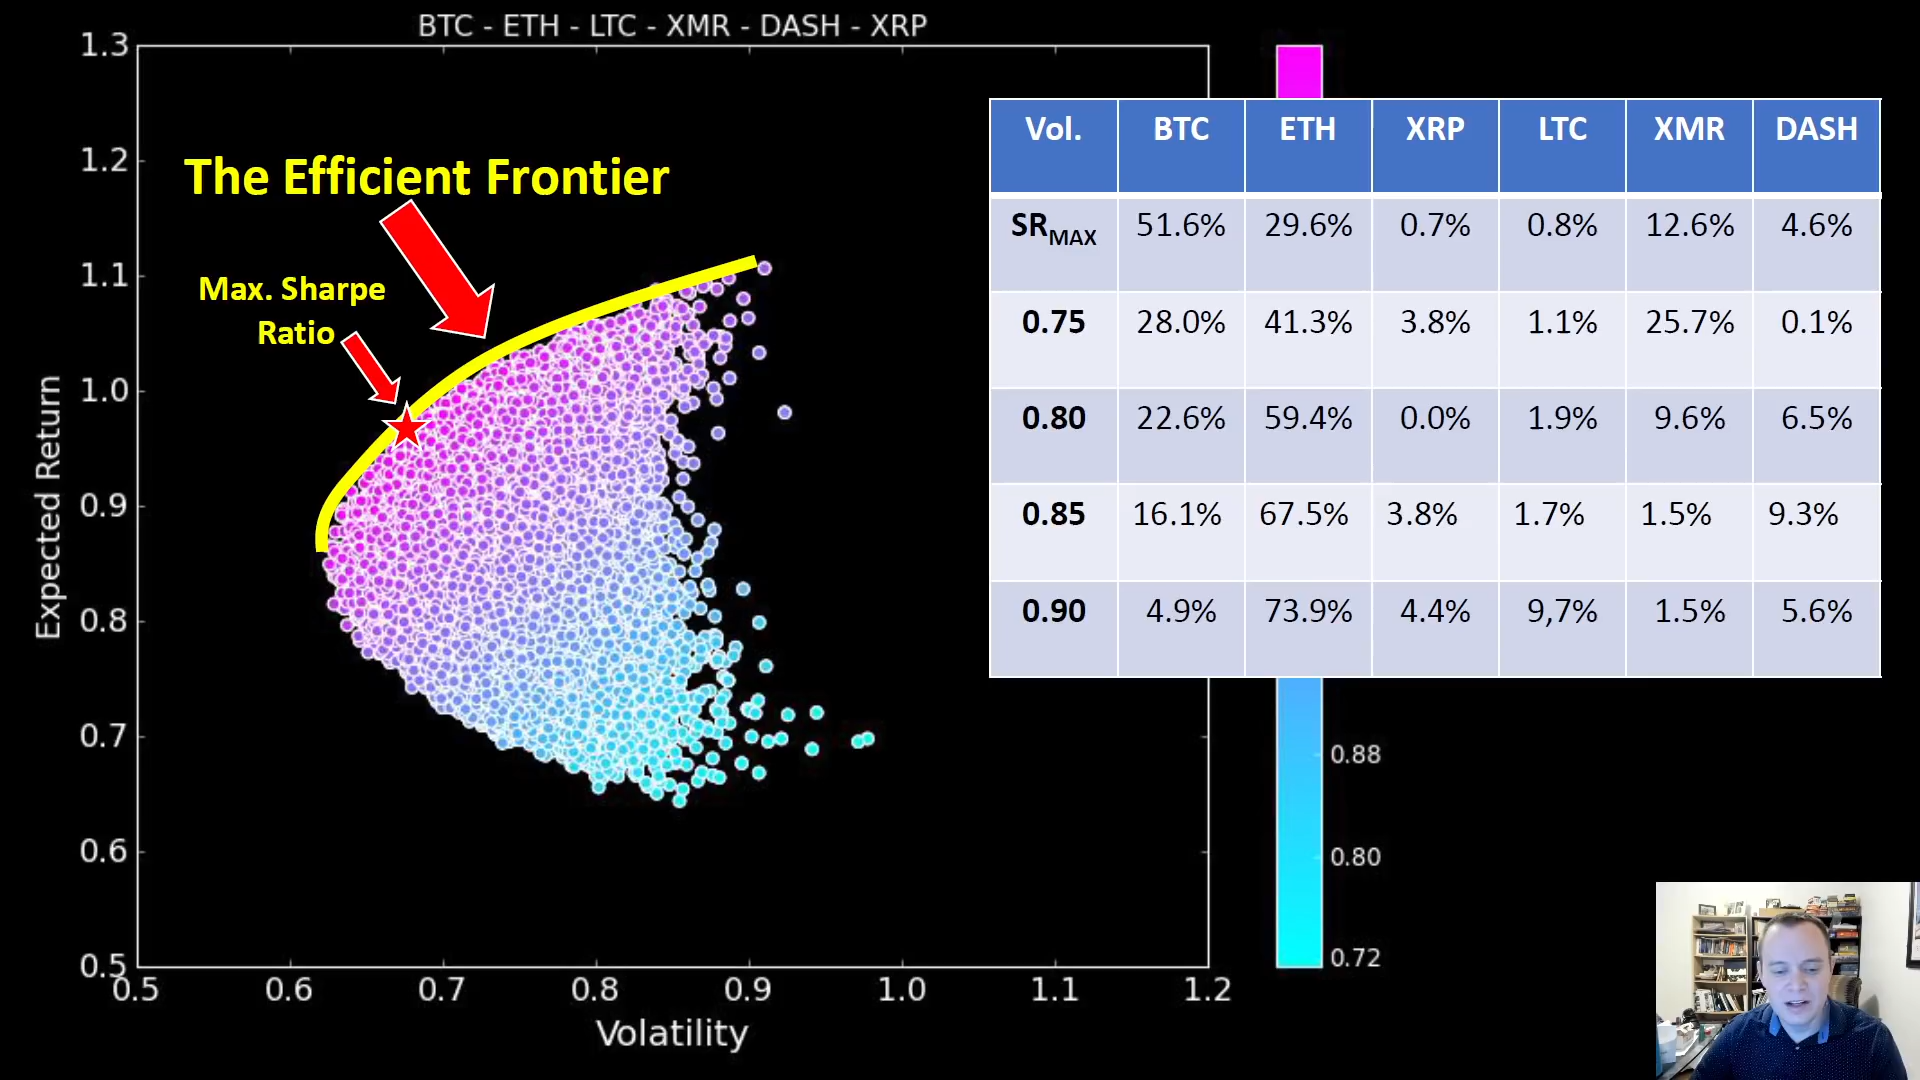 BTC - ETH - LTC - XMR - DASH - XRP
1.3
1.2
1.1
1.0
0.9
0.8
0.7
0.6
0.5
Expected Return
The Efficient Frontier
Max. Sharpe
Ratio
0.5 0.6 0.7 0.8 0.9 1.0 1.1 1.2
Volatility
Vol. BTC ETH XRP LTC XMR DASH
SRMAX 51.6% 29.6% 0.7% 0.8% 12.6% 4.6%
0.75 28.0% 41.3% 3.8% 1.1% 25.7% 0.1%
0.80 22.6% 59.4% 0.0% 1.9% 9.6% 6.5%
0.85 16.1% 67.5% 3.8% 1.7% 1.5% 9.3%
0.90 4.9% 73.9% 4.4% 9,7% 1.5% 5.6%
0.88
0.80
0.72